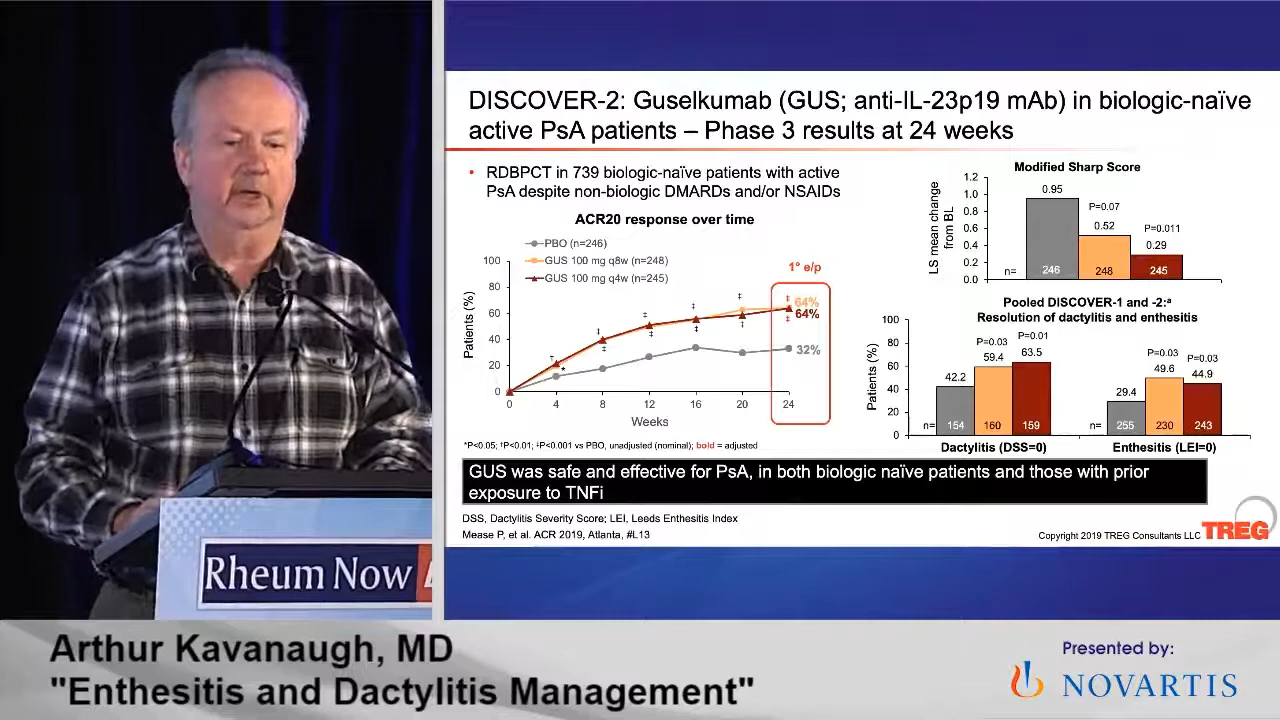 DISCOVER-2: Guselkumab (GUS; anti-IL-23p19 mAb) in biologic-naïve
active PsA patients – Phase 3 results at 24 weeks
• RDBPCT in 739 biologic-naïve patients with active
PsA despite non-biologic DMARDs and/or NSAIDs
ACR20 response over time
PBO (n=246)
GUS 100 mg q8w (n=248)
GUS 100 mg q4w (n=245)
1° e/p
Patients (%)
100
80
60
40
20
0
64%
64%
32%
0 4 8 12 16 20 24
Weeks
*P<0.05; †P<0.01; ‡P<0.001 vs PBO, unadjusted (nominal); bold = adjusted
Modified Sharp Score
LS mean change
from BL
1.2
1.0
0.8
0.6
0.4
0.2
0.0
0.95
P=0.07
0.52
P=0.011
0.29
n= 246 248 245
Pooled DISCOVER-1 and -2:ª
Resolution of dactylitis and enthesitis
Patients (%)
100
80
60
40
20
0
42.2
P=0.03
59.4
P=0.01
63.5
29.4
P=0.03
49.6
P=0.03
44.9
n= 154 160 159 n= 255 230 243
Dactylitis (DSS=0) Enthesitis (LEI=0)
GUS was safe and effective for PsA, in both biologic naïve patients and those with prior
exposure to TNFi
DSS, Dactylitis Severity Score; LEI, Leeds Enthesitis Index
Mease P, et al. ACR 2019, Atlanta, #L13
Copyright 2019 TREG Consultants LLC
TREG
Rheum Now
Arthur Kavanaugh, MD
"Enthesitis and Dactylitis Management"
Presented by:
NOVARTIS